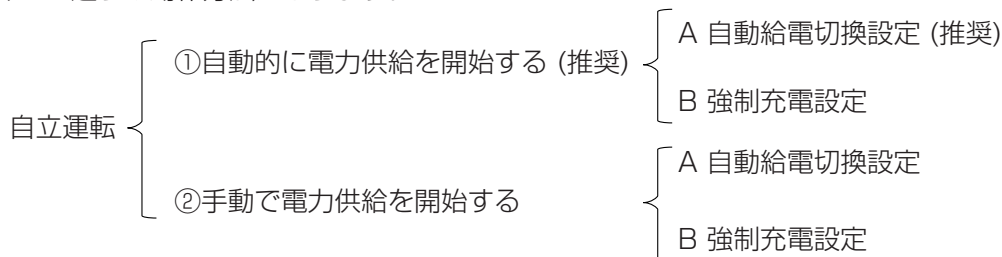 A 自動給電切換設定 (推奨)
①自動的に電力供給を開始する (推奨)
B 強制充電設定
自立運転
A 自動給電切換設定
②手動で電力供給を開始する
B 強制充電設定